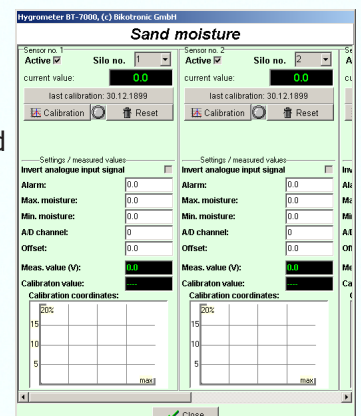 Hygrometer BT-7000, (c) Bikotronic GmbH
Sand moisture
Sensor no. 1
Active Silo no. 1
current value: 0.0
last calibration: 30.12.1899
Calibration Reset
Settings / measured values
Invert analogue input signal
Alarm: 0.0
Max. moisture: 0.0
Min. moisture: 0.0
A/D channel: 0
Offset: 0.0
Meas. value (V): 0.0
Calibraton value: ----
Calibration coordinates:
20%
15
10
5
max
Sensor no. 2
Active Silo no. 2
current value: 0.0
last calibration: 30.12.1899
Calibration Reset
Settings / measured values
Invert analogue input signal
Alarm: 0.0
Max. moisture: 0.0
Min. moisture: 0.0
A/D channel: 0
Offset: 0.0
Meas. value (V): 0.0
Calibraton value: ----
Calibration coordinates:
20%
15
10
5
max
Close